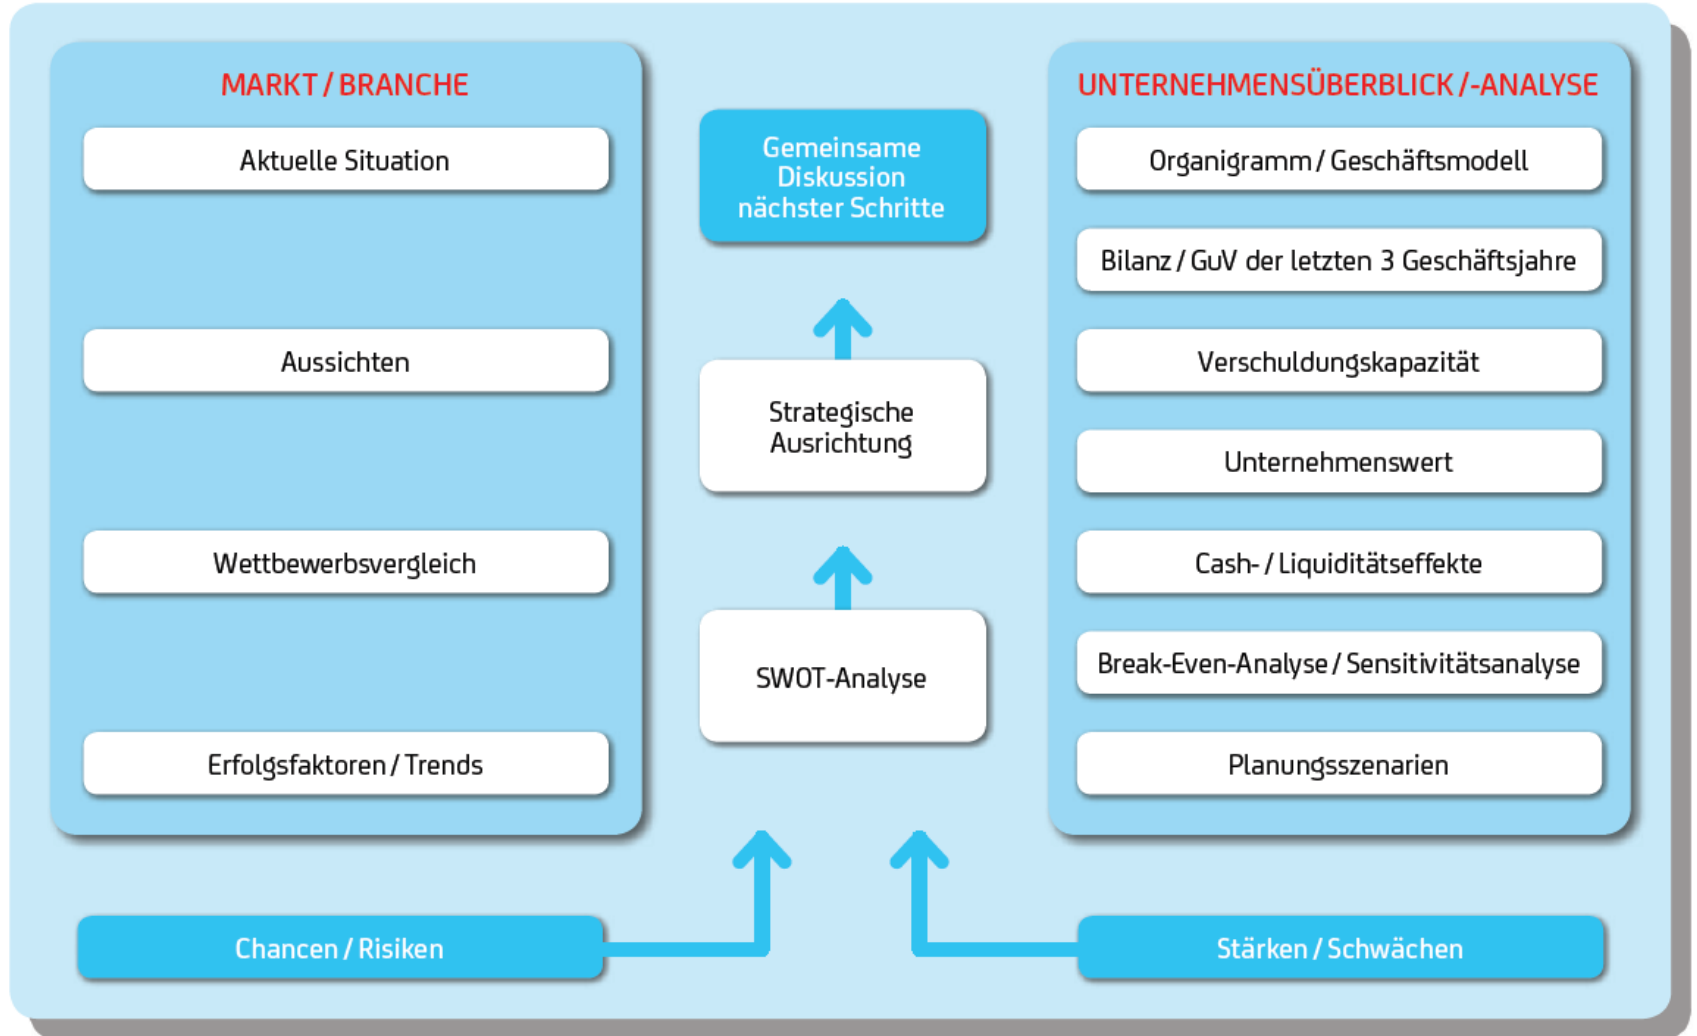 MARKT / BRANCHE
Aktuelle Situation
Aussichten
Wettbewerbsvergleich
Erfolgsfaktoren / Trends
Chancen / Risiken
Gemeinsame
Diskussion
nächster Schritte
Strategische
Ausrichtung
SWOT-Analyse
UNTERNEHMENSÜBERBLICK / -ANALYSE
Organigramm / Geschäftsmodell
Bilanz / GuV der letzten 3 Geschäftsjahre
Verschuldungskapazität
Unternehmenswert
Cash- / Liquiditätseffekte
Break-Even-Analyse / Sensitivitätsanalyse
Planungsszenarien
Stärken / Schwächen